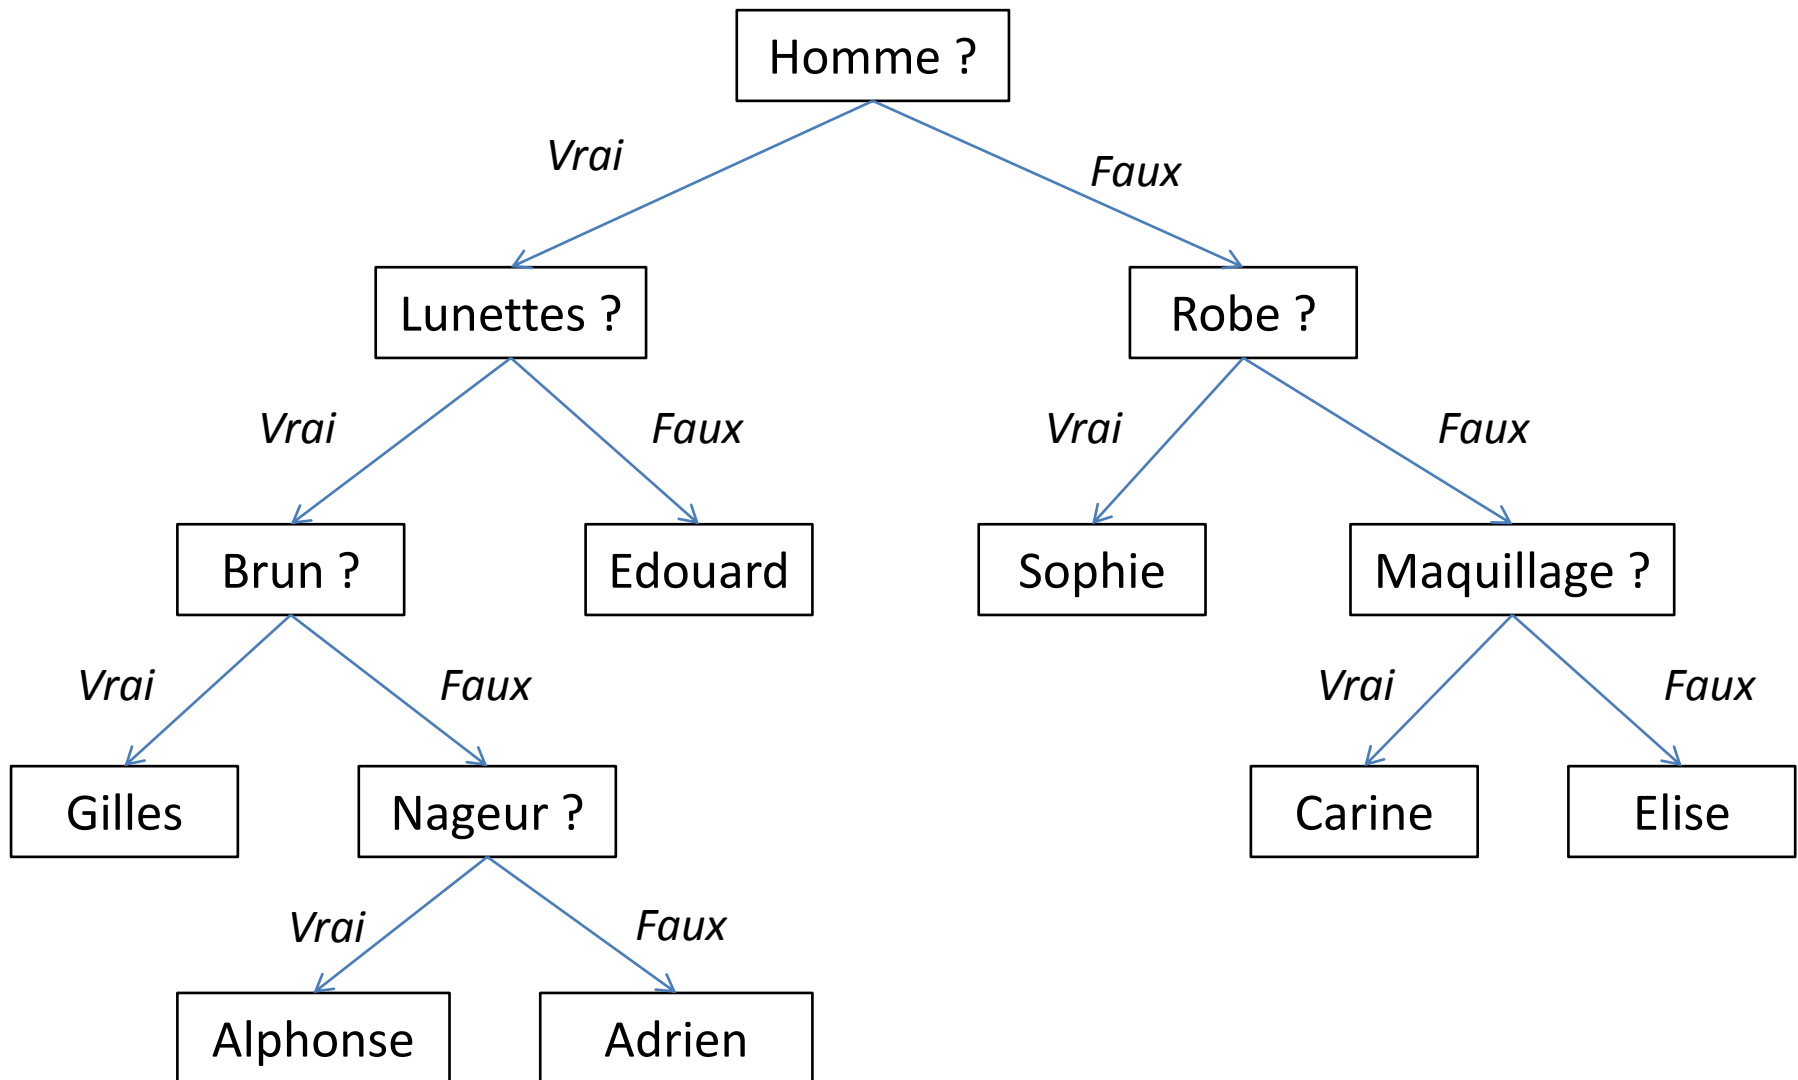 Homme ?
Vrai
Faux
Lunettes ?
Robe ?
Vrai
Faux
Vrai
Faux
Brun ?
Edouard
Sophie
Maquillage ?
Vrai
Faux
Vrai
Faux
Gilles
Nageur ?
Carine
Elise
Vrai
Faux
Alphonse
Adrien